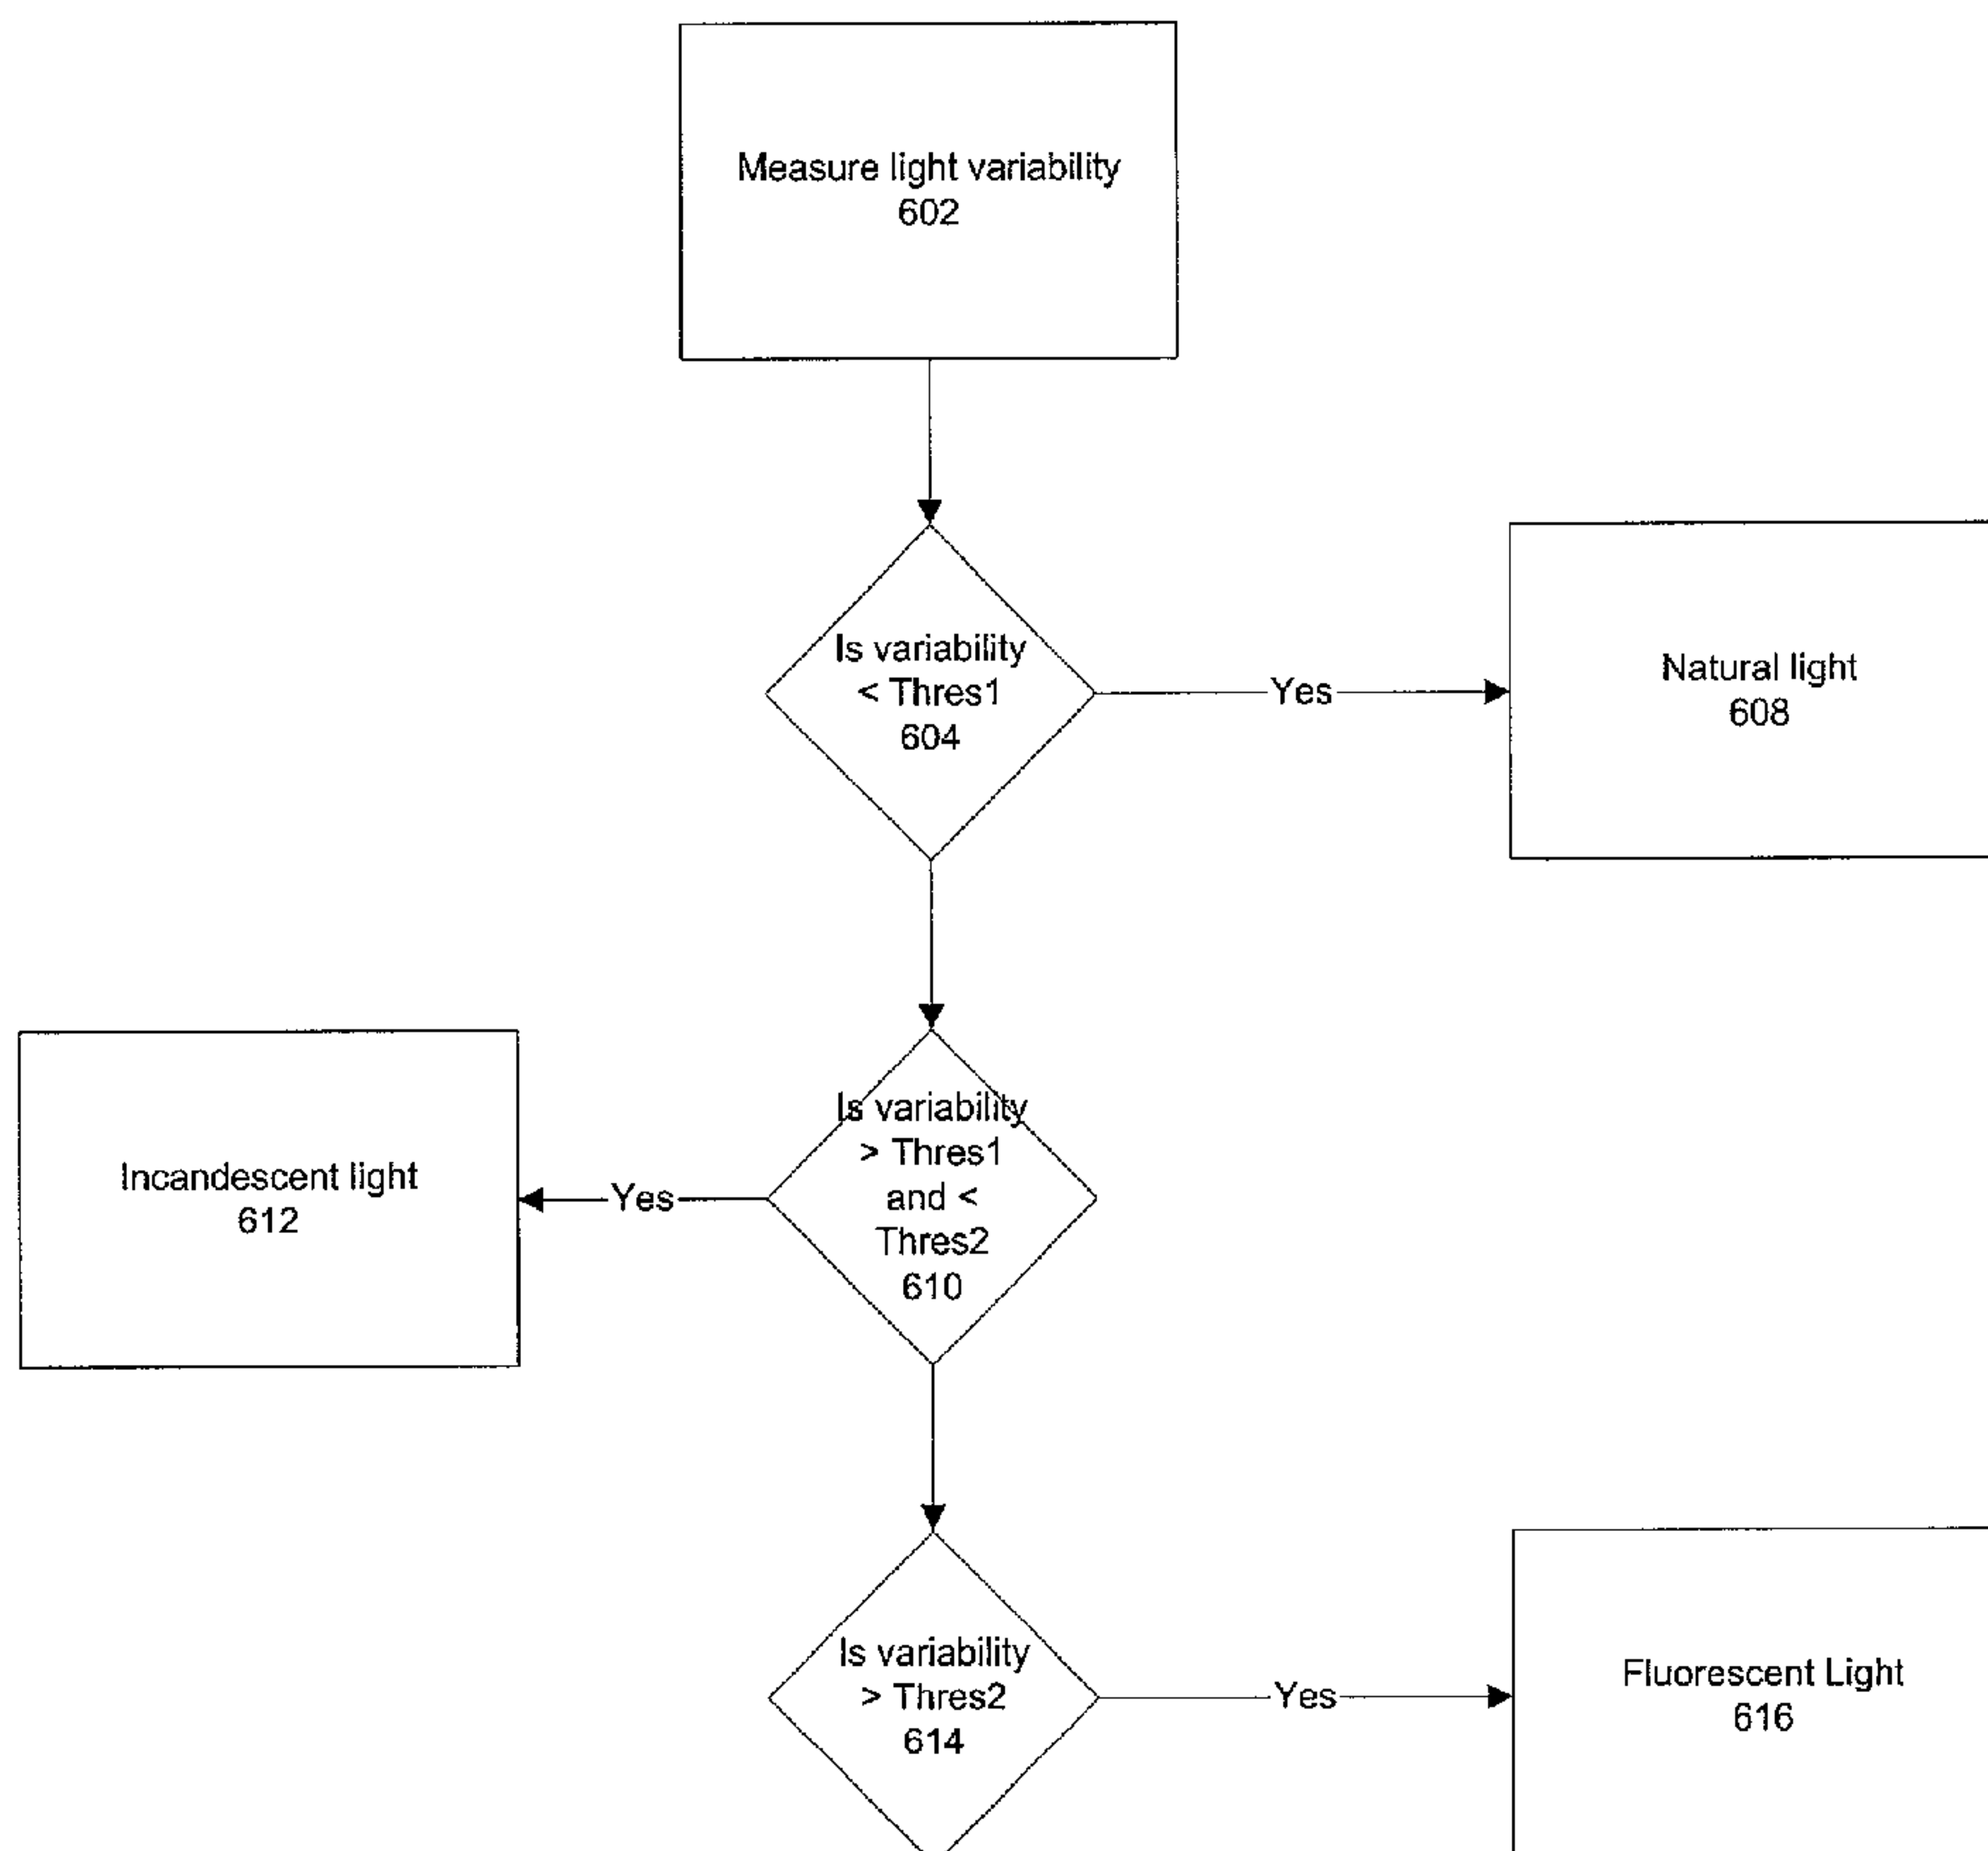 Measure light variability
602
Is variability
< Thres1
604
Yes
Natural light
608
Is variability
> Thres1
and <
Thres2
610
Yes
Incandescent light
612
Is variability
> Thres2
614
Yes
Fluorescent Light
616